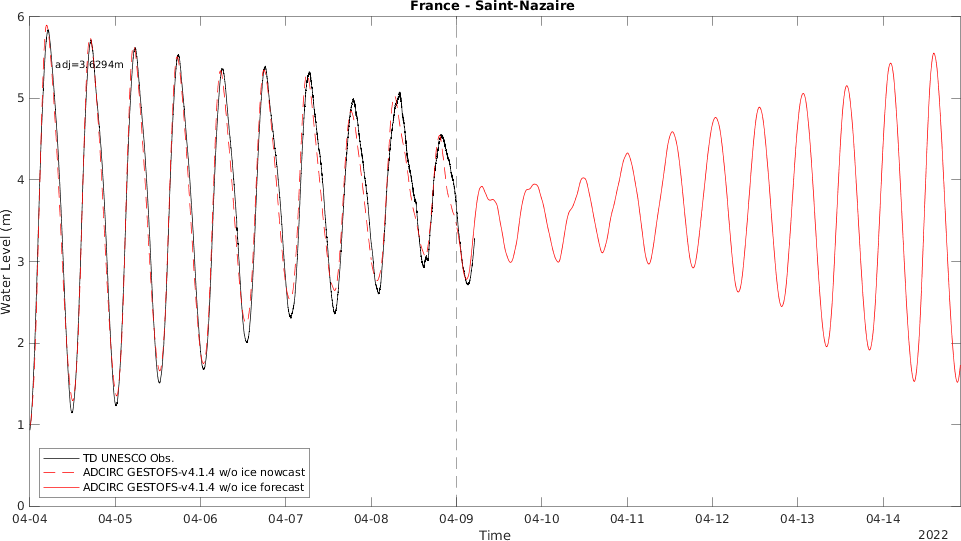 France - Saint-Nazaire
6
adj=3.6294m
5
4
3
2
1
0
Water Level (m)
TD UNESCO Obs.
ADCIRC GESTOFS-v4.1.4 w/o ice nowcast
ADCIRC GESTOFS-v4.1.4 w/o ice forecast
04-04 04-05 04-06 04-07 04-08 04-09 04-10 04-11 04-12 04-13 04-14
Time
2022